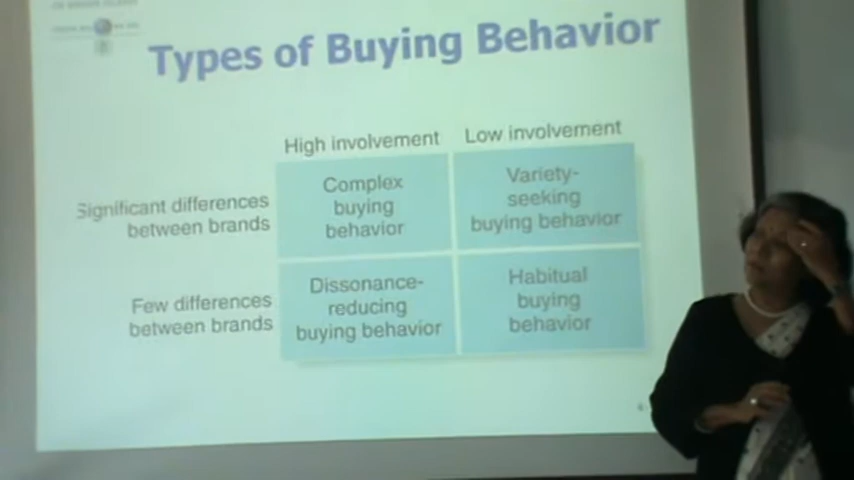 Types of Buying Behavior
High involvement
Low involvement
Significant differences
between brands
Complex
buying
behavior
Variety-
seeking
buying behavior
Few differences
between brands
Dissonance-
reducing
buying behavior
Habitual
buying
behavior